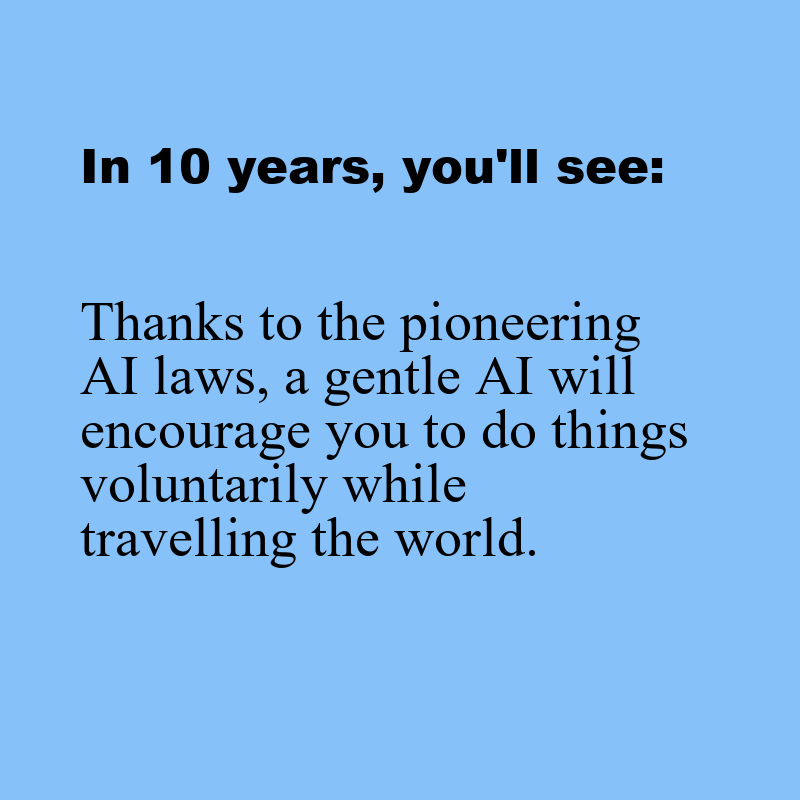 In 10 years, you'll see:
Thanks to the pioneering
AI laws, a gentle AI will
encourage you to do things
voluntarily while
travelling the world.